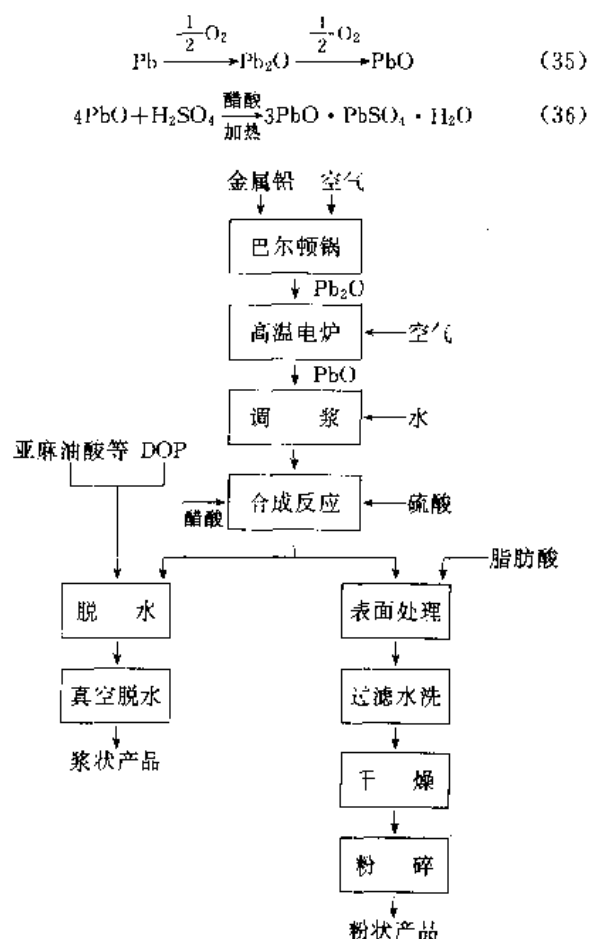 Pb —½O₂→ Pb₂O —½O₂→ PbO (35)
4PbO+H₂SO₄ —醋酸 加热→ 3PbO·PbSO₄·H₂O (36)
金属铅 空气
巴尔顿锅
Pb₂O
高温电炉 空气
PbO
调 浆 水
亚麻油酸等 DOP
醋酸 合成反应 硫酸
脂肪酸
脱 水 表面处理
真空脱水 过滤水洗
浆状产品
干 燥
粉 碎
粉状产品